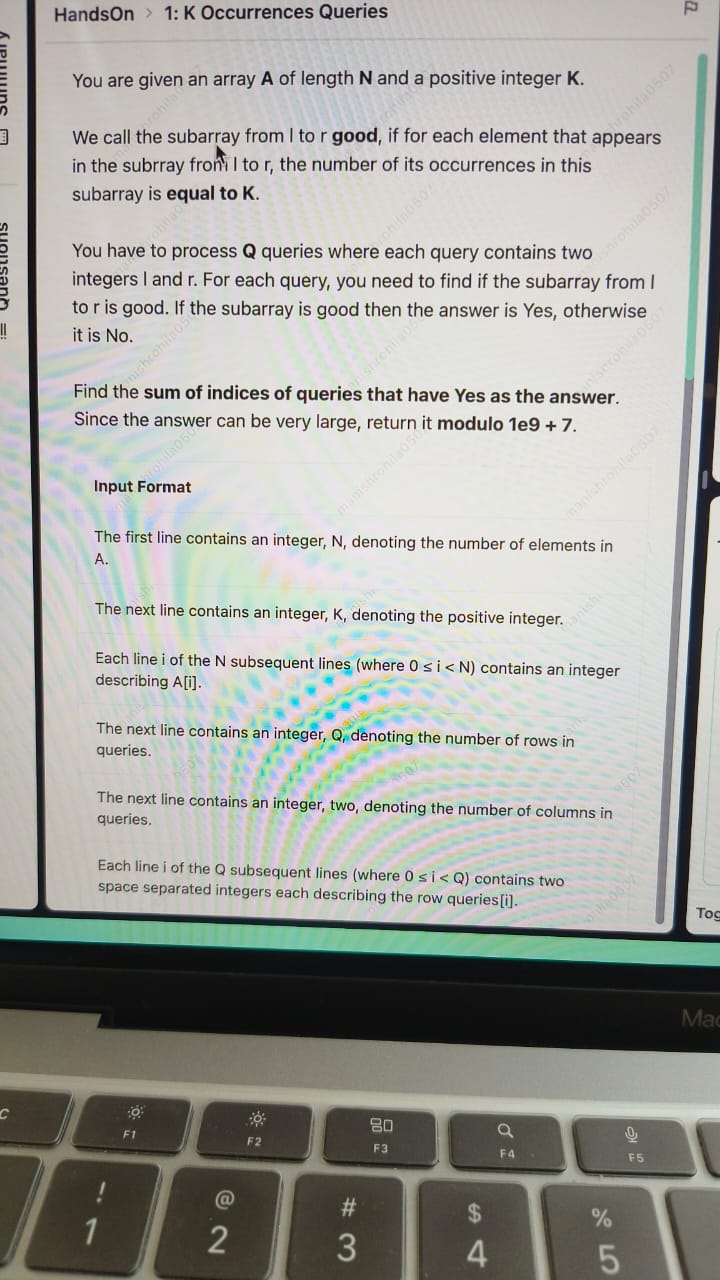 HandsOn > 1: K Occurrences Queries
Summary
Questions
You are given an array A of length N and a positive integer K.
We call the subarray from l to r good, if for each element that appears
in the subrray from l to r, the number of its occurrences in this
subarray is equal to K.
You have to process Q queries where each query contains two
integers l and r. For each query, you need to find if the subarray from l
to r is good. If the subarray is good then the answer is Yes, otherwise
it is No.
Find the sum of indices of queries that have Yes as the answer.
Since the answer can be very large, return it modulo 1e9 + 7.
Input Format
The first line contains an integer, N, denoting the number of elements in
A.
The next line contains an integer, K, denoting the positive integer.
Each line i of the N subsequent lines (where 0 ≤ i < N) contains an integer
describing A[i].
The next line contains an integer, Q, denoting the number of rows in
queries.
The next line contains an integer, two, denoting the number of columns in
queries.
Each line i of the Q subsequent lines (where 0 ≤ i < Q) contains two
space separated integers each describing the row queries[i].
Tog
Mac
F1 F2 F3 F4 F5
! @ # $ %
1 2 3 4 5